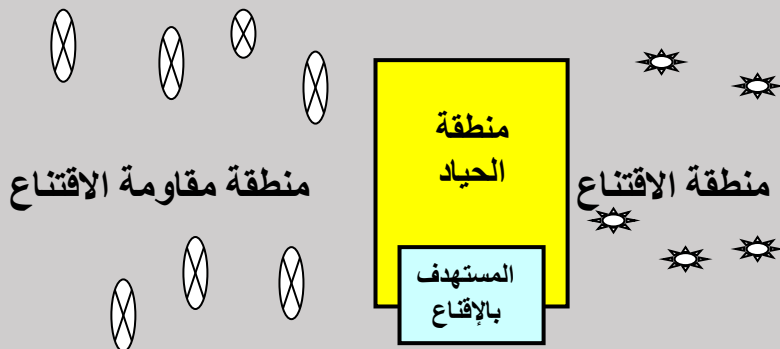 منطقة الاقتناع
منطقة
الحياد
منطقة مقاومة الاقتناع
المستهدف
بالإقناع